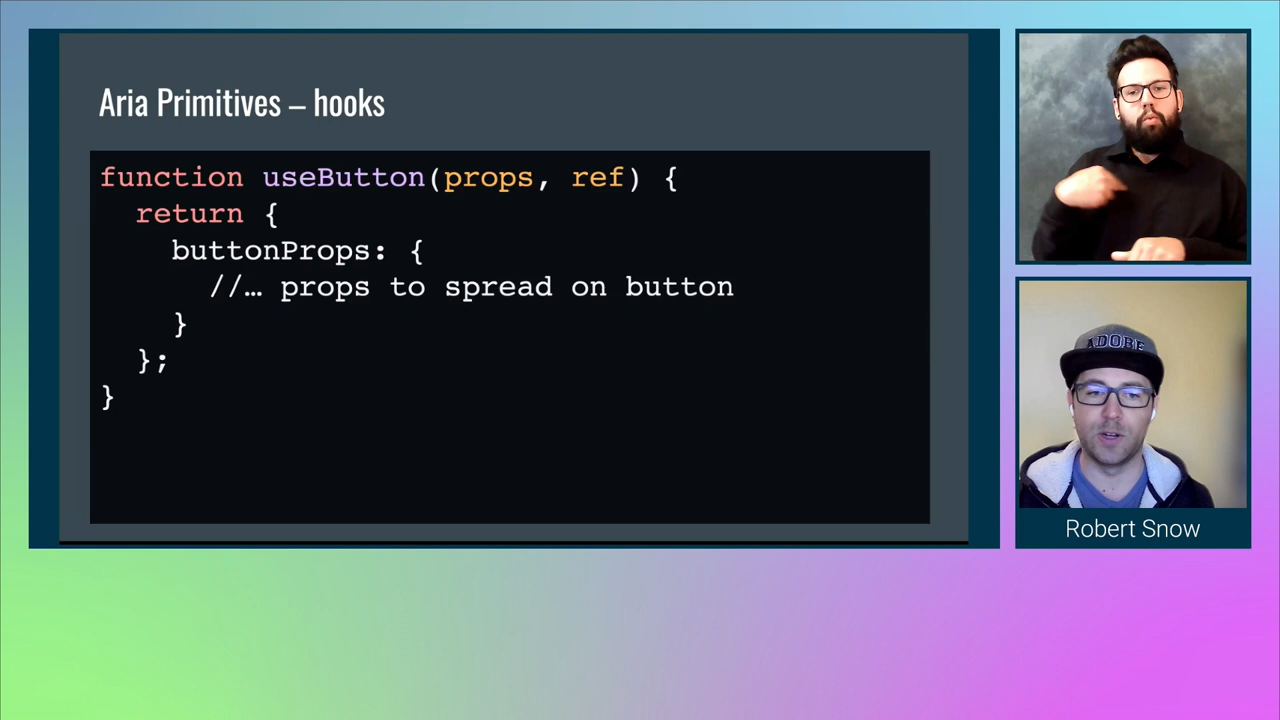 Aria Primitives – hooks
function useButton(props, ref) {
return {
buttonProps: {
//… props to spread on button
}
};
}
ADOBE
Robert Snow